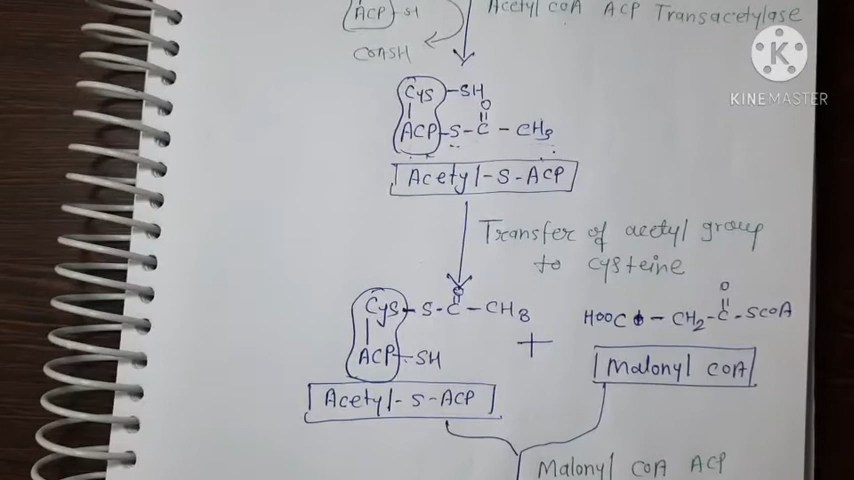 ACP-SH
Acetyl COA ACP Transacetylase
COASH
KINEMASTER
Cys-SH
O
ACP-S-C-CH3
Acetyl-S-ACP
Transfer of acetyl group
to cysteine
O
Cys-S-C-CH3
O
HOOC-CH2-C-SCOA
+
ACP-SH
Malonyl COA
Acetyl-S-ACP
Malonyl COA ACP